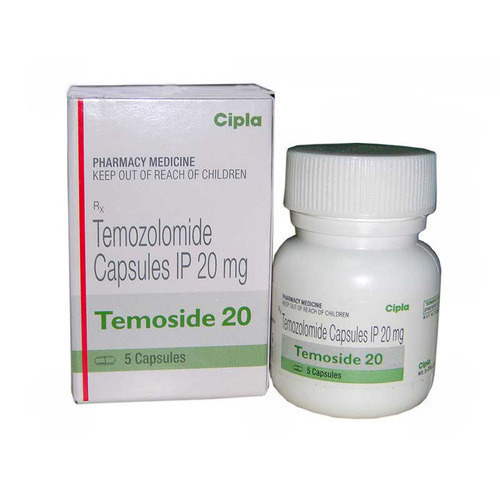 Cipla
PHARMACY MEDICINE
KEEP OUT OF REACH OF CHILDREN
Rx
Temozolomide
Capsules IP 20 mg
Temoside 20
5 Capsules
PHARMACY MEDICINE
KEEP OUT OF REACH OF CHILDREN
Cipla
Temozolomide Capsules IP 20 mg
Temoside 20
5 Capsules
Cipla